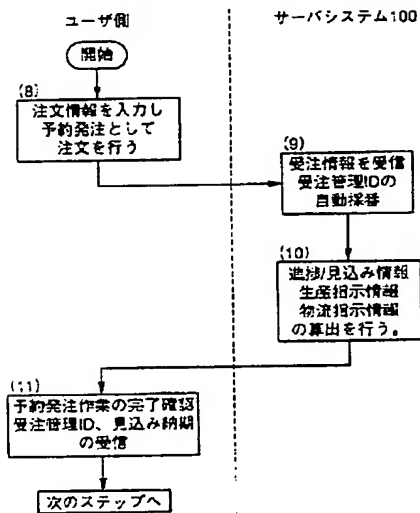 ユーザ側
サーバシステム100
開始
(8)
注文情報を入力し
予約発注として
注文を行う
(9)
受注情報を受信
受注管理IDの
自動採番
(10)
進捗/見込み情報
生産指示情報
物流指示情報
の算出を行う。
(11)
予約発注作業の完了確認
受注管理ID、見込み納期
の受信
次のステップへ